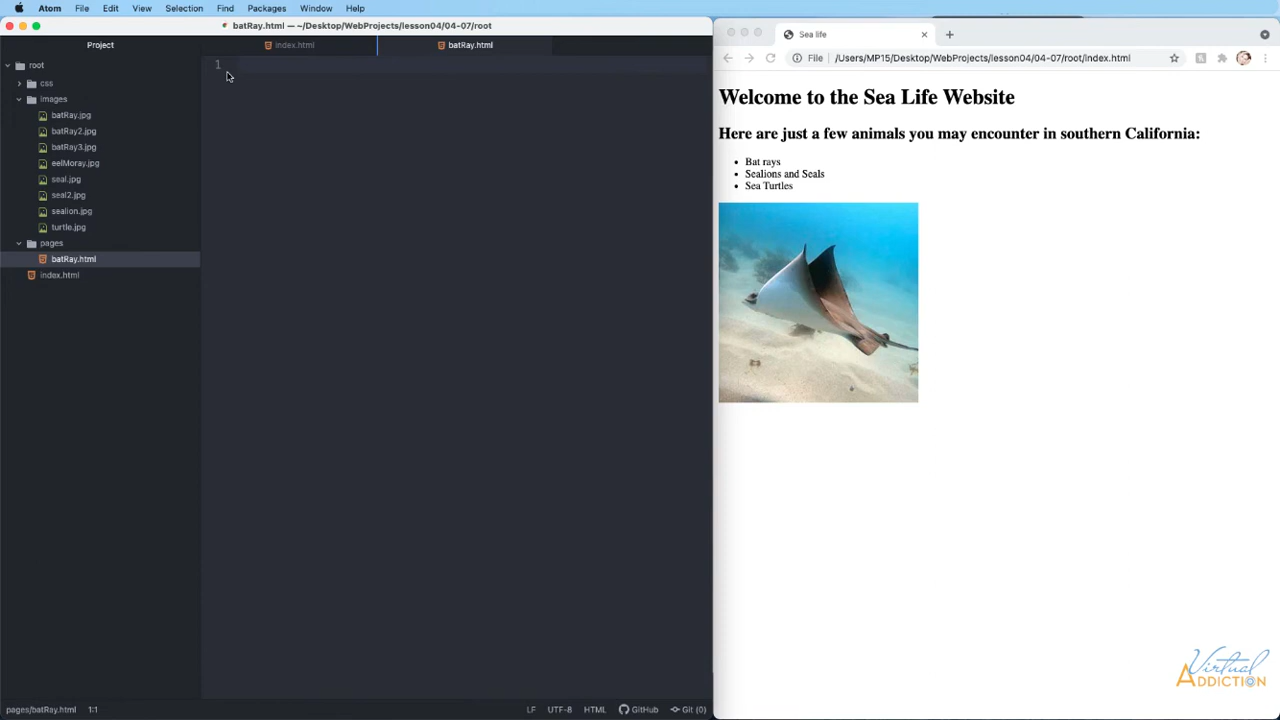 Atom File Edit View Selection Find Packages Window Help
batRay.html — ~/Desktop/WebProjects/lesson04/04-07/root
Project
index.html
batRay.html
root
css
images
batRay.jpg
batRay2.jpg
batRay3.jpg
eelMoray.jpg
seal.jpg
seal2.jpg
sealion.jpg
turtle.jpg
pages
batRay.html
index.html
1
pages/batRay.html 1:1
LF UTF-8 HTML GitHub Git (0)
Sea life
File /Users/MP15/Desktop/WebProjects/lesson04/04-07/root/index.html
Welcome to the Sea Life Website
Here are just a few animals you may encounter in southern California:
• Bat rays
• Sealions and Seals
• Sea Turtles
Virtual
ADDICTION